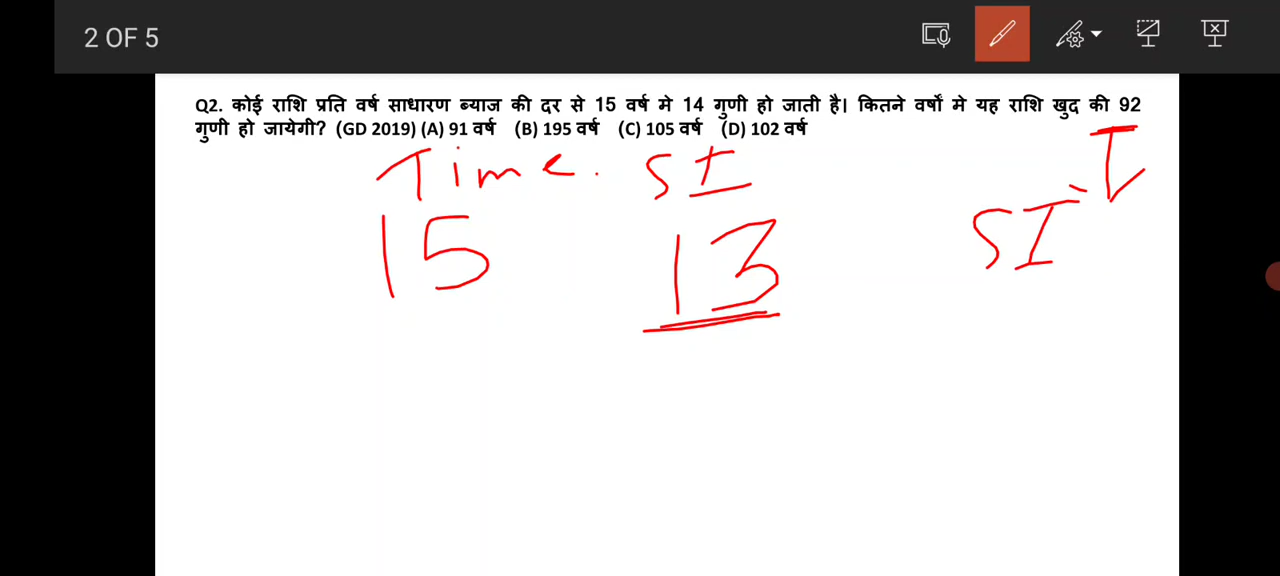 2 OF 5
Q2. कोई राशि प्रति वर्ष साधारण ब्याज की दर से 15 वर्ष मे 14 गुणी हो जाती है। कितने वर्षों मे यह राशि खुद की 92
गुणी हो जायेगी? (GD 2019) (A) 91 वर्ष (B) 195 वर्ष (C) 105 वर्ष (D) 102 वर्ष
Time. SI
15 13
SI